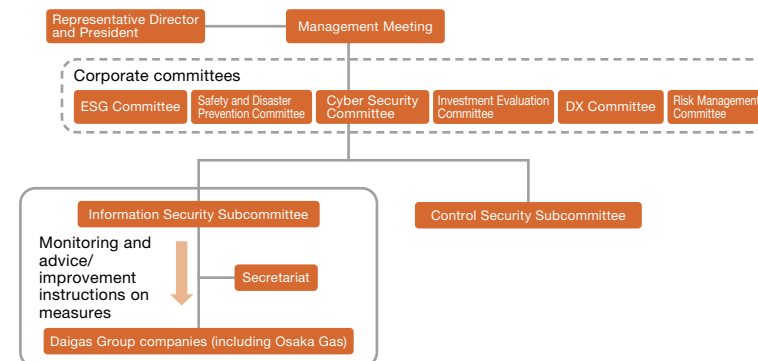 Representative Director
and President
Management Meeting
Corporate committees
ESG Committee
Safety and Disaster
Prevention Committee
Cyber Security
Committee
Investment Evaluation
Committee
DX Committee
Risk Management
Committee
Information Security Subcommittee
Control Security Subcommittee
Monitoring and
advice/
improvement
instructions on
measures
Secretariat
Daigas Group companies (including Osaka Gas)